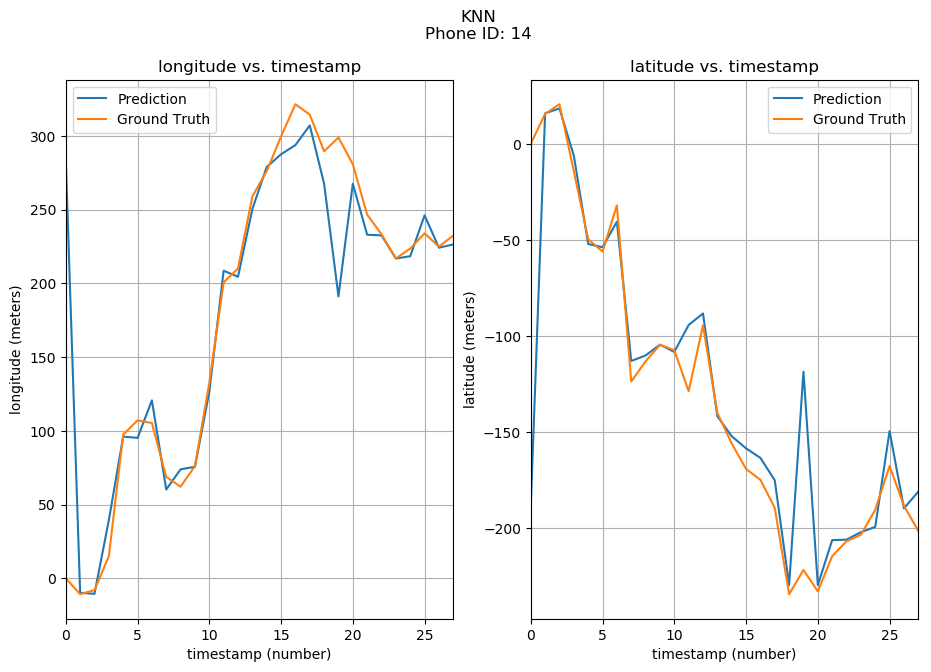 KNN
Phone ID: 14
longitude vs. timestamp
Prediction
Ground Truth
300
250
200
150
100
50
0
longitude (meters)
0 5 10 15 20 25
timestamp (number)
latitude vs. timestamp
Prediction
Ground Truth
0
−50
−100
−150
−200
latitude (meters)
0 5 10 15 20 25
timestamp (number)